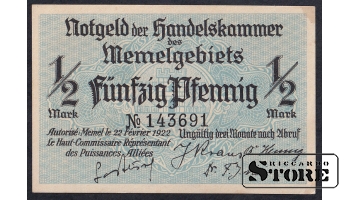 Notgeld der Handelskammer
des
Memelgebiets
1/2 Mark
Fünfzig Pfennig
1/2 Mark
№ 143691
Autorisé: Memel le 22 février 1922
Ungültig drei Monate nach Abruf
le Haut-Commissaire Représentant
des Puissances Alliées
RICCARDO
STORE